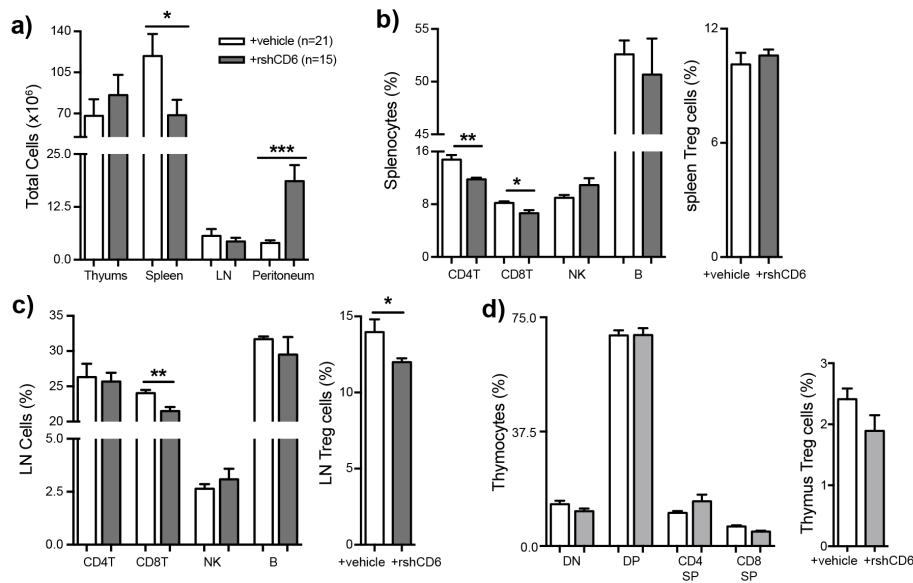 a)
Total Cells (x10⁶)
140
105
70
25.0
12.5
0.0
*
***
+vehicle (n=21)
+rshCD6 (n=15)
Thyums Spleen LN Peritoneum
b)
Splenocytes (%)
55
50
45
16
8
0
**
*
CD4T CD8T NK B
spleen Treg cells (%)
12
6
0
+vehicle +rshCD6
c)
LN Cells (%)
35
30
25
20
5.0
2.5
0.0
**
CD4T CD8T NK B
LN Treg cells (%)
15
10
5
0
*
+vehicle +rshCD6
d)
Thymocytes (%)
75.0
37.5
0.0
DN DP CD4 CD8
SP SP
Thymus Treg cells (%)
3
2
1
0
+vehicle +rshCD6